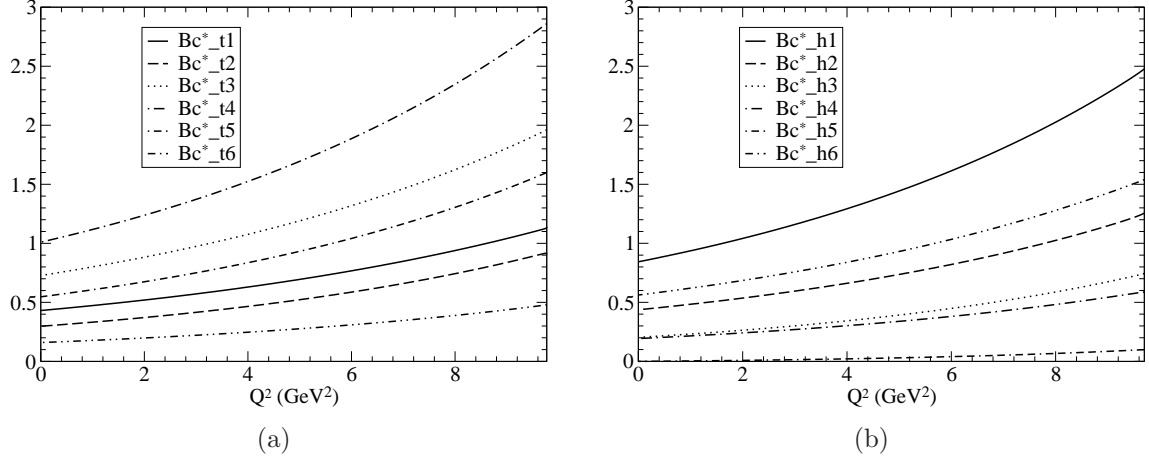 3
2.5
2
1.5
1
0.5
0
0 2 4 6 8
Q² (GeV²)
Bc*_t1
Bc*_t2
Bc*_t3
Bc*_t4
Bc*_t5
Bc*_t6
(a)
3
2.5
2
1.5
1
0.5
0
0 2 4 6 8
Q² (GeV²)
Bc*_h1
Bc*_h2
Bc*_h3
Bc*_h4
Bc*_h5
Bc*_h6
(b)